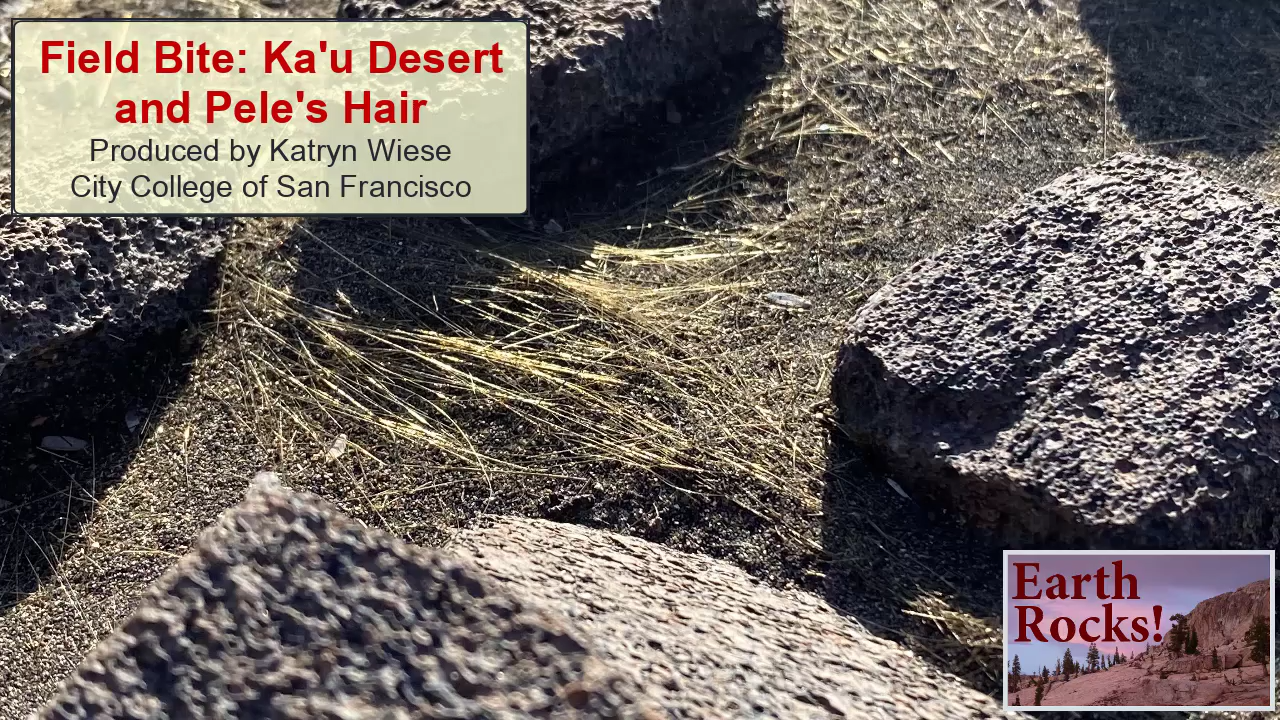 Field Bite: Ka'u Desert
and Pele's Hair
Produced by Katryn Wiese
City College of San Francisco
Earth
Rocks!